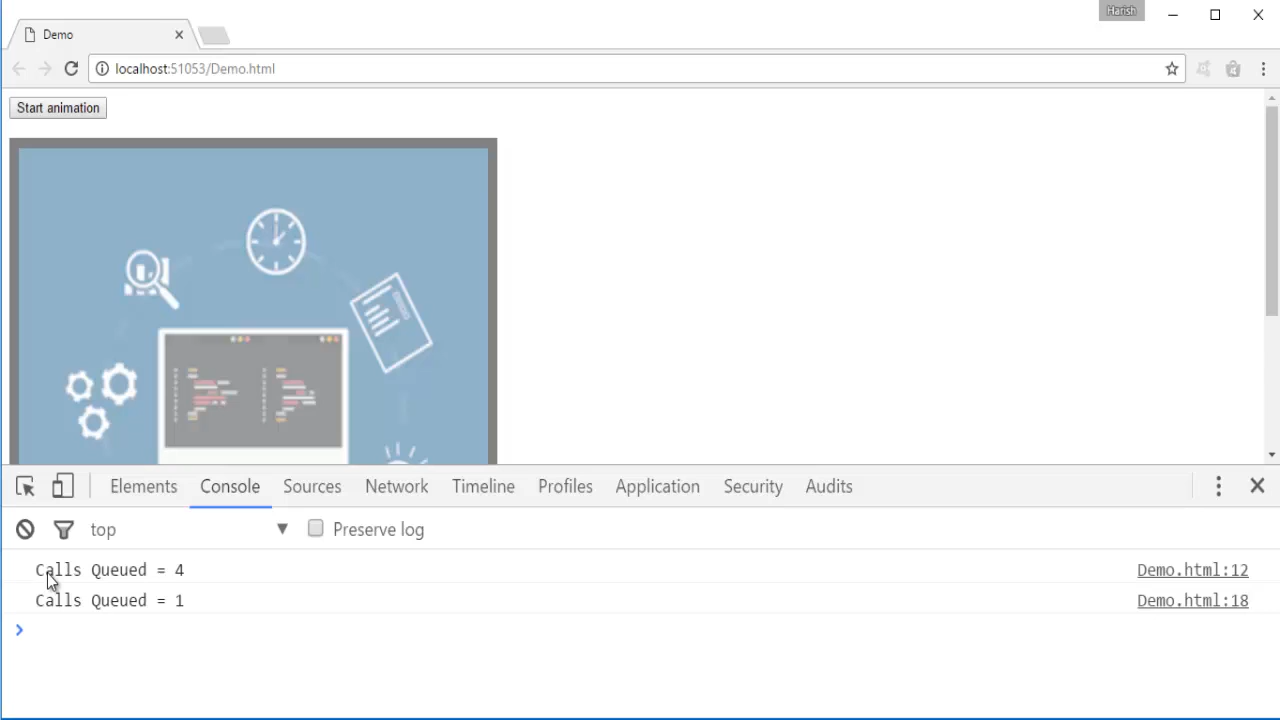 Harish
Demo
localhost:51053/Demo.html
Start animation
Elements Console Sources Network Timeline Profiles Application Security Audits
top Preserve log
Calls Queued = 4 Demo.html:12
Calls Queued = 1 Demo.html:18